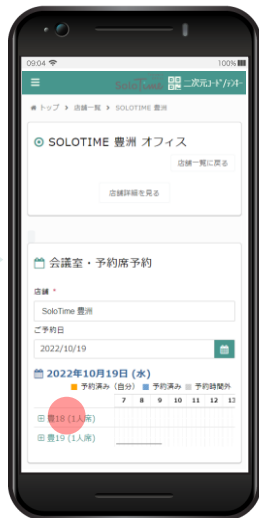 09:04 100%
SoloTime 二次元コード/テンキー
トップ > 店舗一覧 > SOLOTIME 豊洲
SOLOTIME 豊洲 オフィス
店舗一覧に戻る
店舗詳細を見る
会議室・予約席予約
店舗 *
SoloTime 豊洲
ご予約日
2022/10/19
2022年10月19日 (水)
予約済み (自分) 予約済み 予約時間外
7 8 9 10 11 12 13
豊18 (1人席)
豊19 (1人席)